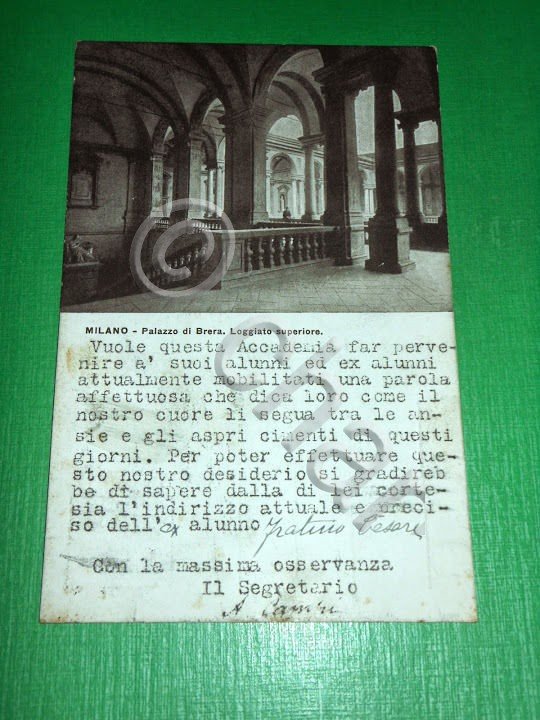 MILANO - Palazzo di Brera. Loggiato superiore.
Vuole questa Accademia far perve-
nire a' suoi alunni ed ex alunni
attualmente mobilitati una parola
affettuosa che dica loro come il
nostro cuore li segua tra le an-
sie e gli aspri cimenti di questi
giorni. Per poter effettuare que-
sto nostro desiderio si gradireb
be di sapere dalla di lei corte-
sia l'indirizzo attuale e preci-
so dell'ex alunno Cesare
Con la massima osservanza
Il Segretario
A.